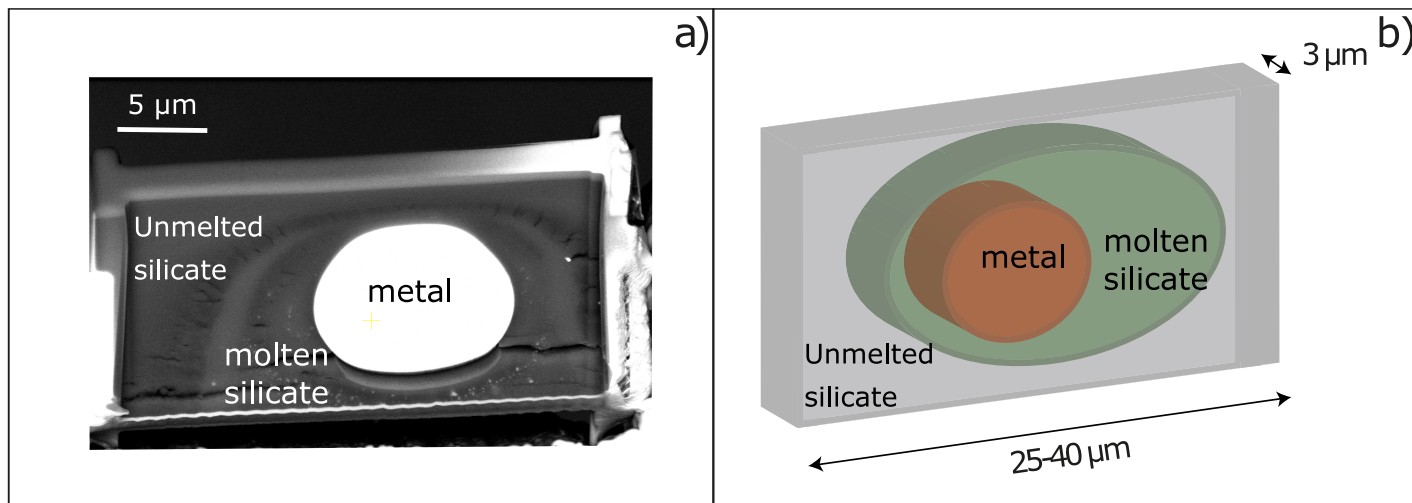 a)
5 μm
Unmelted
silicate
metal
molten
silicate
b)
3 μm
metal
molten
silicate
Unmelted
silicate
25-40 μm